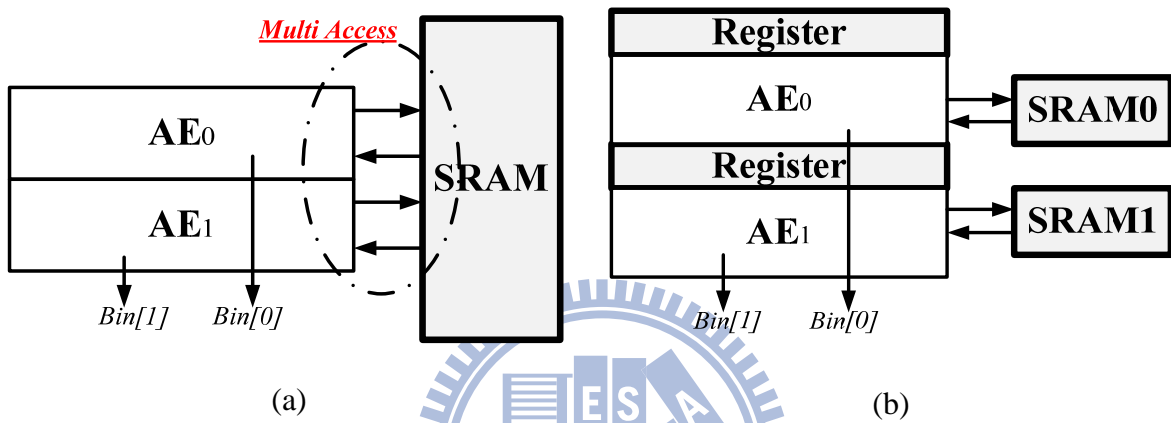 Multi Access
AE0
AE1
SRAM
Bin[1]
Bin[0]
(a)
Register
AE0
Register
AE1
SRAM0
SRAM1
Bin[1]
Bin[0]
(b)
ESA